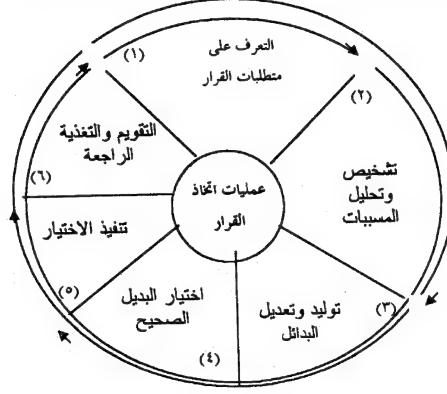 (١)
التعرف على
متطلبات القرار
(٢)
تشخيص
وتحليل
المسببات
(٣)
توليد وتعديل
البدائل
(٤)
اختيار البديل
الصحيح
(٥)
تنفيذ الاختيار
(٦)
التقويم والتغذية
الراجعة
عمليات اتخاذ
القرار